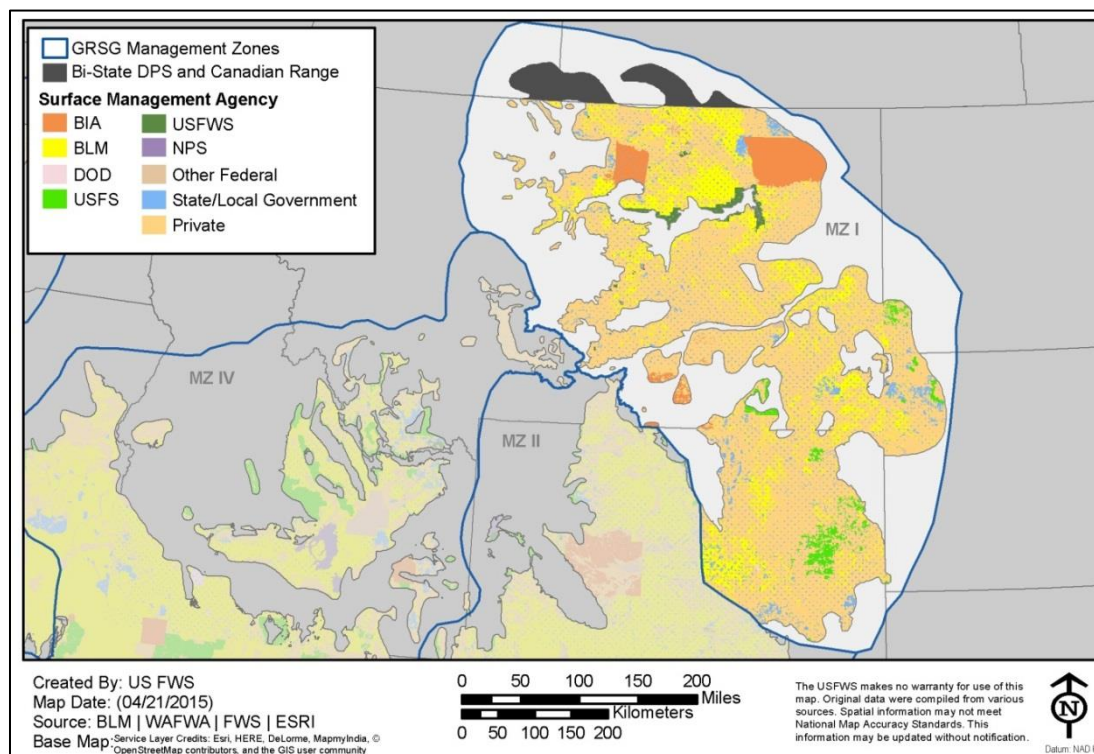 GRSG Management Zones
Bi-State DPS and Canadian Range
Surface Management Agency
BIA
BLM
DOD
USFS
USFWS
NPS
Other Federal
State/Local Government
Private
MZ I
MZ IV
MZ II
Created By: US FWS
Map Date: (04/21/2015)
Source: BLM | WAFWA | FWS | ESRI
Base Map: Service Layer Credits: Esri, HERE, DeLorme, MapmyIndia, ©
OpenStreetMap contributors, and the GIS user community
0 50 100 150 200
Miles
Kilometers
0 50 100 150 200
The USFWS makes no warranty for use of this
map. Original data were compiled from various
sources. Spatial information may not meet
National Map Accuracy Standards. This
information may be updated without notification.
N
Datum: NAD